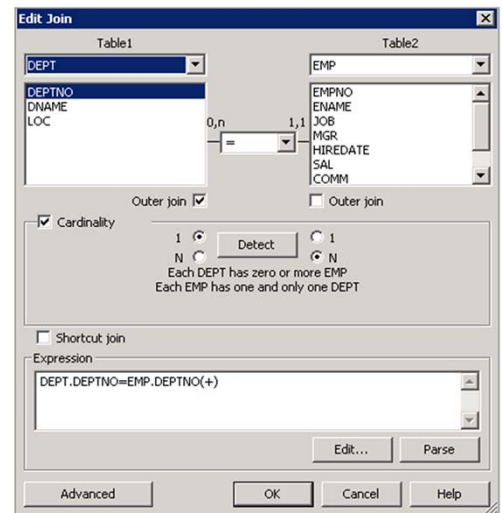 Edit Join
Table1
Table2
DEPT
EMP
DEPTNO
DNAME
LOC
0,n
=
1,1
EMPNO
ENAME
JOB
MGR
HIREDATE
SAL
COMM
Outer join
Outer join
Cardinality
1
N
Detect
1
N
Each DEPT has zero or more EMP
Each EMP has one and only one DEPT
Shortcut join
Expression
DEPT.DEPTNO=EMP.DEPTNO(+)
Edit...
Parse
Advanced
OK
Cancel
Help